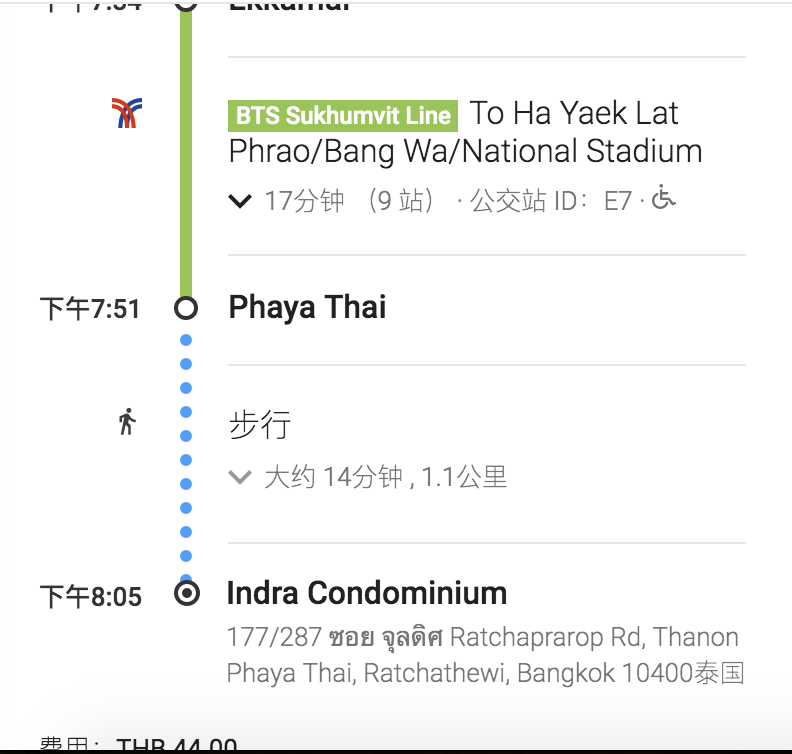 下午7:34
Ekkamai
BTS Sukhumvit Line To Ha Yaek Lat
Phrao/Bang Wa/National Stadium
17分钟 （9 站） · 公交站 ID： E7 ·
下午7:51
Phaya Thai
步行
大约 14分钟 , 1.1公里
下午8:05
Indra Condominium
177/287 ซอย จุลดิศ Ratchaprarop Rd, Thanon
Phaya Thai, Ratchathewi, Bangkok 10400泰国
费用： THB 44.00